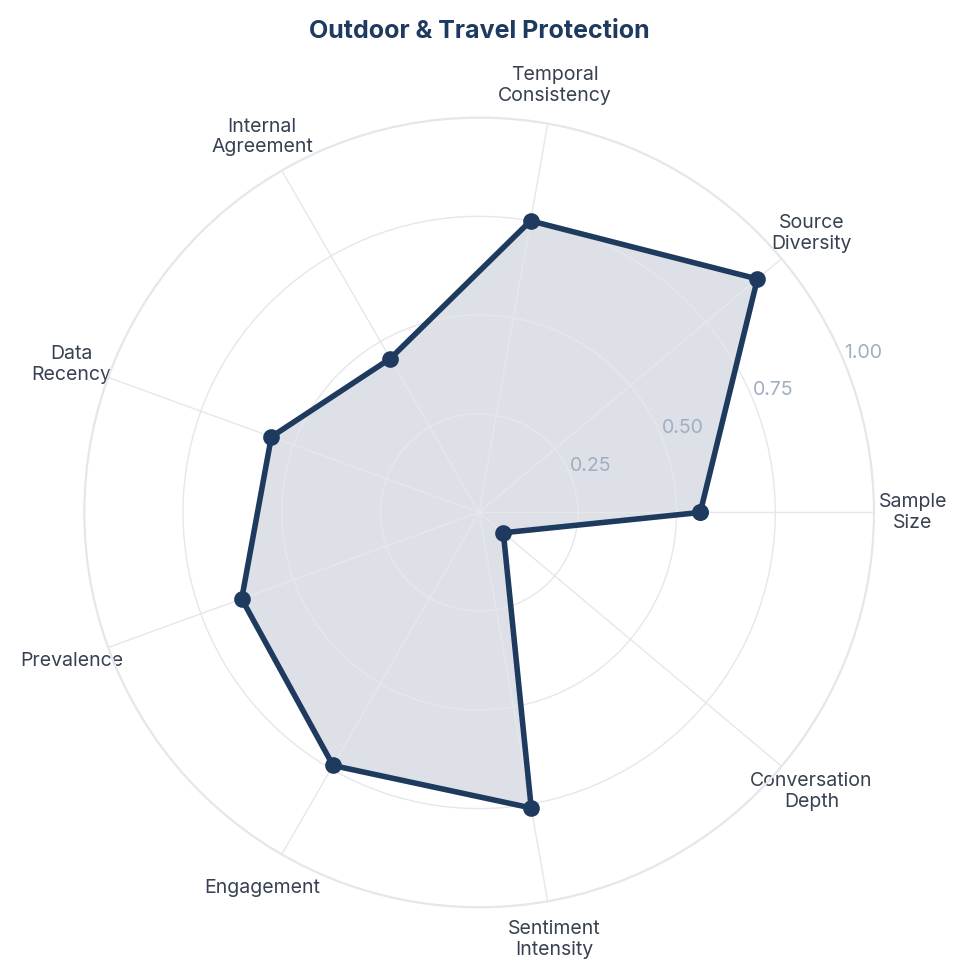 Outdoor & Travel Protection
Temporal
Consistency
Internal
Agreement
Source
Diversity
Data
Recency
1.00
0.75
0.50
0.25
Sample
Size
Prevalence
Conversation
Depth
Engagement
Sentiment
Intensity